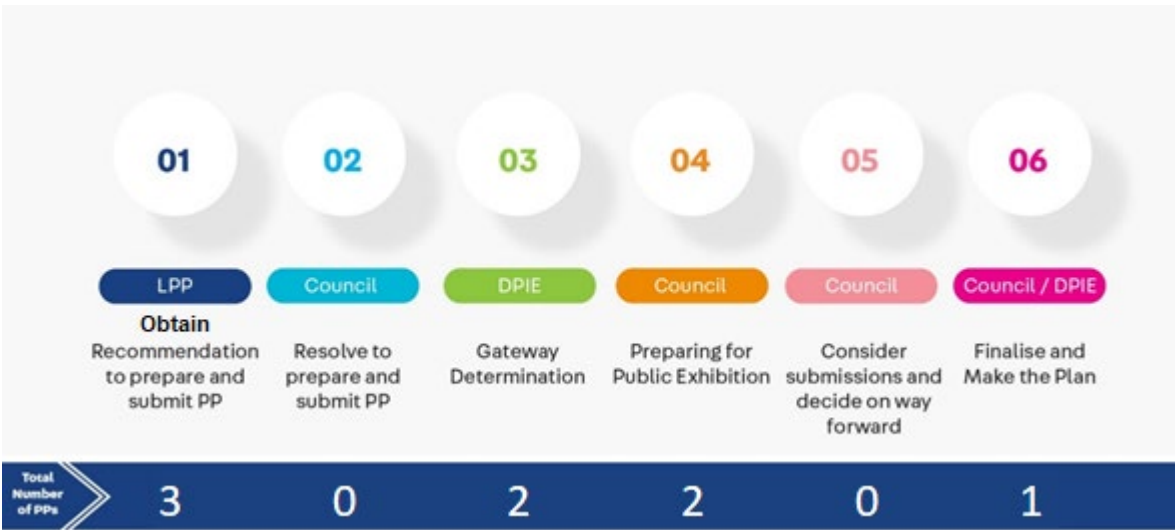 01 02 03 04 05 06
LPP Council DPIE Council Council Council / DPIE
Obtain
Recommendation
to prepare and
submit PP
Resolve to
prepare and
submit PP
Gateway
Determination
Preparing for
Public Exhibition
Consider
submissions and
decide on way
forward
Finalise and
Make the Plan
Total
Number
of PPs
3 0 2 2 0 1